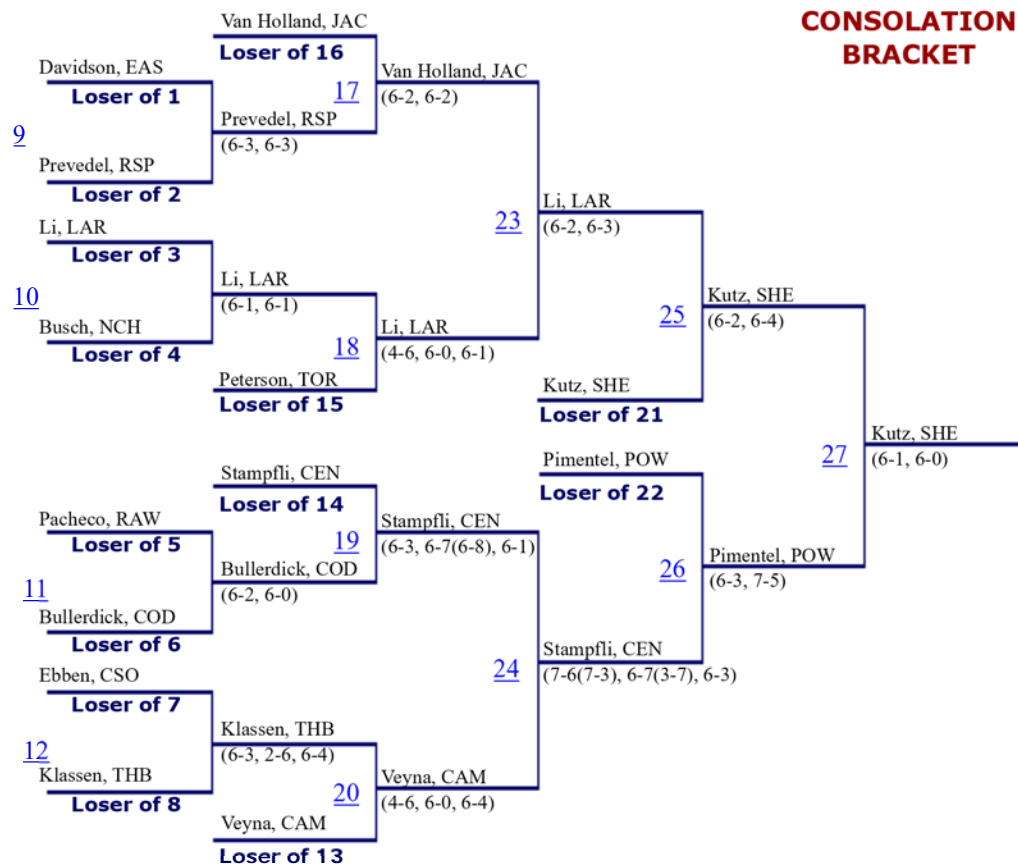 CONSOLATION
BRACKET
Van Holland, JAC
Loser of 16
Davidson, EAS
Loser of 1
17
Van Holland, JAC
(6-2, 6-2)
9
Prevedel, RSP
(6-3, 6-3)
Prevedel, RSP
Loser of 2
23
Li, LAR
(6-2, 6-3)
Li, LAR
Loser of 3
10
Li, LAR
(6-1, 6-1)
Busch, NCH
Loser of 4
18
Li, LAR
(4-6, 6-0, 6-1)
Peterson, TOR
Loser of 15
25
Kutz, SHE
(6-2, 6-4)
Kutz, SHE
Loser of 21
27
Kutz, SHE
(6-1, 6-0)
Pimentel, POW
Loser of 22
Stampfli, CEN
Loser of 14
Pacheco, RAW
Loser of 5
19
Stampfli, CEN
(6-3, 6-7(6-8), 6-1)
11
Bullerdick, COD
(6-2, 6-0)
Bullerdick, COD
Loser of 6
26
Pimentel, POW
(6-3, 7-5)
24
Stampfli, CEN
(7-6(7-3), 6-7(3-7), 6-3)
Ebben, CSO
Loser of 7
12
Klassen, THB
(6-3, 2-6, 6-4)
Klassen, THB
Loser of 8
20
Veyna, CAM
(4-6, 6-0, 6-4)
Veyna, CAM
Loser of 13